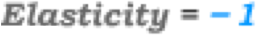 Elasticity = – 1